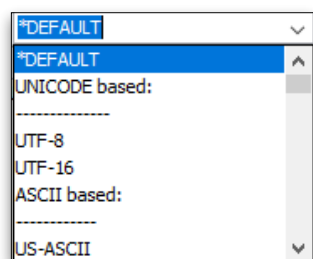 *DEFAULT
*DEFAULT
UNICODE based:
--------------
UTF-8
UTF-16
ASCII based:
------------
US-ASCII